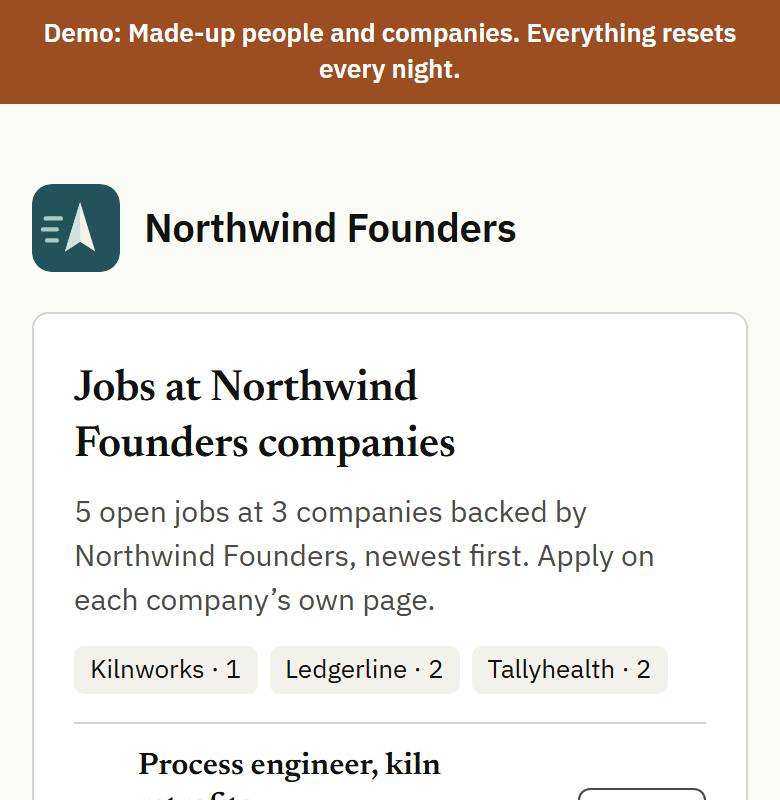 Demo: Made-up people and companies. Everything resets
every night.
Northwind Founders
Jobs at Northwind
Founders companies
5 open jobs at 3 companies backed by
Northwind Founders, newest first. Apply on
each company’s own page.
Kilnworks · 1
Ledgerline · 2
Tallyhealth · 2
Process engineer, kiln